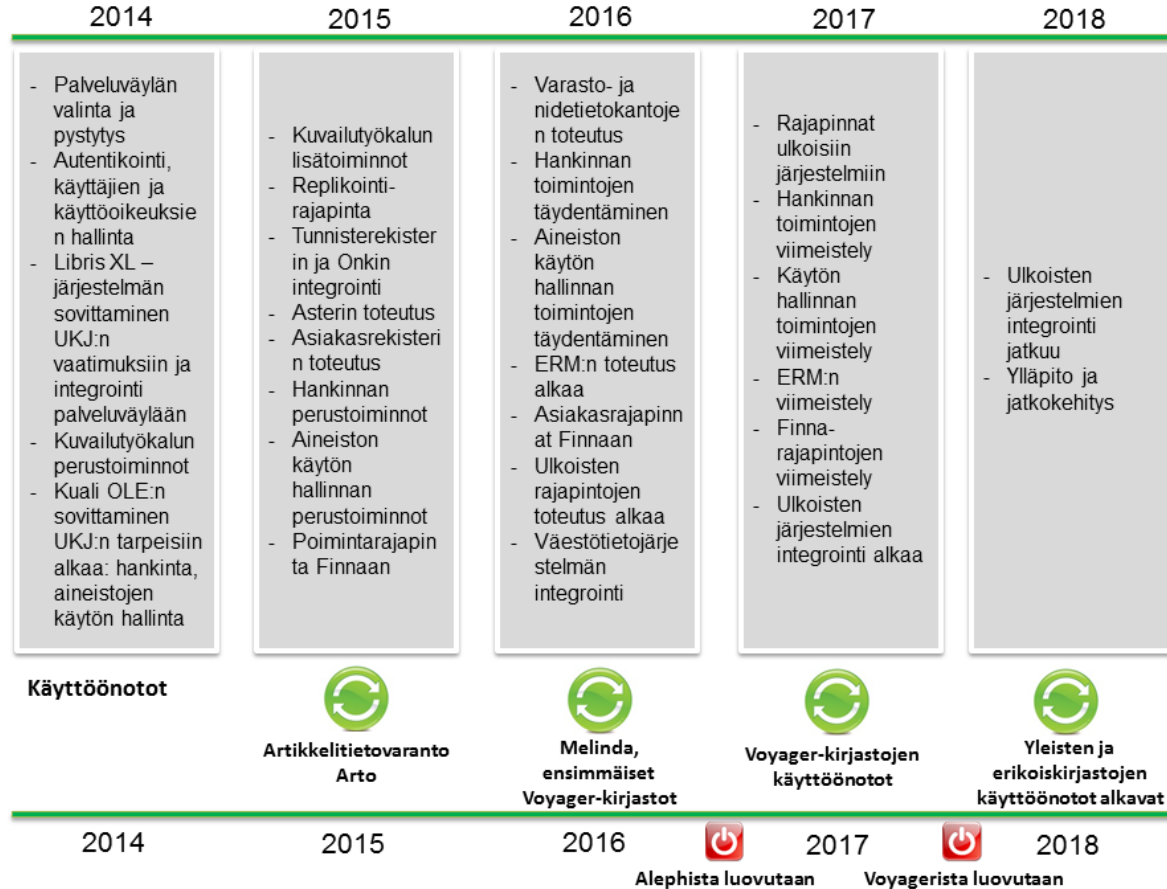 2014
2015
2016
2017
2018
- Palveluväylän
valinta ja
pystytys
- Autentikointi,
käyttäjien ja
käyttöoikeuksie
n hallinta
- Libris XL –
järjestelmän
sovittaminen
UKJ:n
vaatimuksiin ja
integrointi
palveluväylään
- Kuvailutyökalun
perustoiminnot
- Kuali OLE:n
sovittaminen
UKJ:n tarpeisiin
alkaa: hankinta,
aineistojen
käytön hallinta
- Kuvailutyökalun
lisätoiminnot
- Replikointi-
rajapinta
- Tunnisterekister
in ja Onkin
integrointi
- Asterin toteutus
- Asiakasrekisteri
n toteutus
- Hankinnan
perustoiminnot
- Aineiston
käytön
hallinnan
perustoiminnot
- Poimintarajapin
ta Finnaan
- Varasto- ja
nidetietokantoje
n toteutus
- Hankinnan
toimintojen
täydentäminen
- Aineiston
käytön
hallinnan
toimintojen
täydentäminen
- ERM:n toteutus
alkaa
- Asiakasrajapinn
at Finnaan
- Ulkoisten
rajapintojen
toteutus alkaa
- Väestötietojärje
stelmän
integrointi
- Rajapinnat
ulkoisiin
järjestelmiin
- Hankinnan
toimintojen
viimeistely
- Käytön
hallinnan
toimintojen
viimeistely
- ERM:n
viimeistely
- Finna-
rajapintojen
viimeistely
- Ulkoisten
järjestelmien
integrointi alkaa
- Ulkoisten
järjestelmien
integrointi
jatkuu
- Ylläpito ja
jatkokehitys
Käyttöönotot
Artikkelitietovaranto
Arto
Melinda,
ensimmäiset
Voyager-kirjastot
Voyager-kirjastojen
käyttöönotot
Yleisten ja
erikoiskirjastojen
käyttöönotot alkavat
2014
2015
2016
2017
2018
Alephista luovutaan
Voyagerista luovutaan